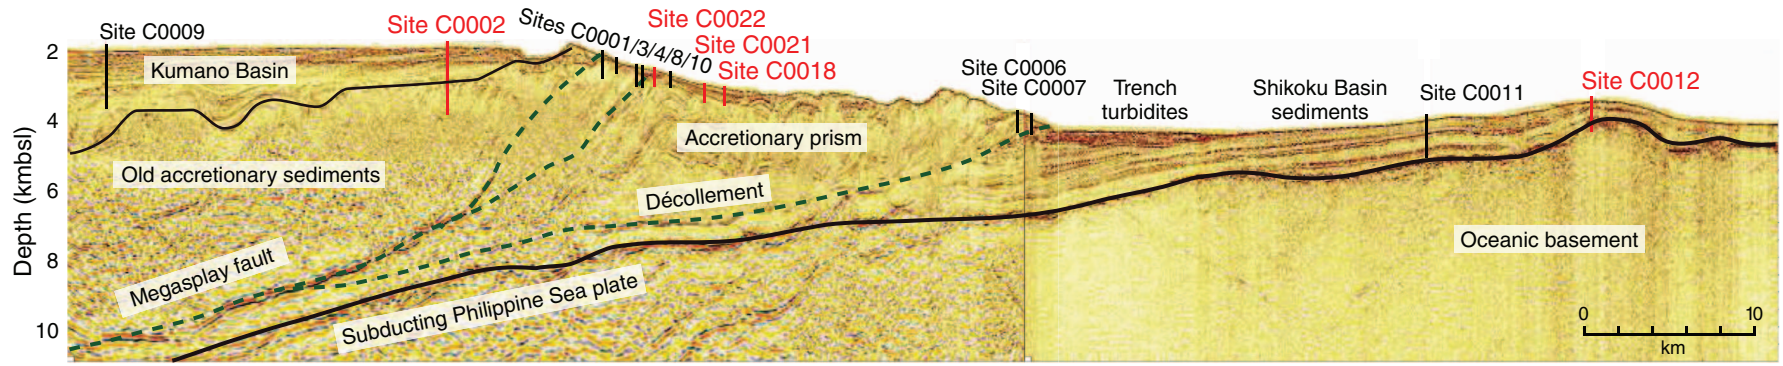 Site C0009
Site C0002
Sites C0001/3/4/8/10
Site C0022
Site C0021
Site C0018
Site C0006
Site C0007
Trench
turbidites
Shikoku Basin
sediments
Site C0011
Site C0012
Depth (kmbsl)
2
4
6
8
10
Kumano Basin
Old accretionary sediments
Accretionary prism
Décollement
Megasplay fault
Subducting Philippine Sea plate
Oceanic basement
0 10
km